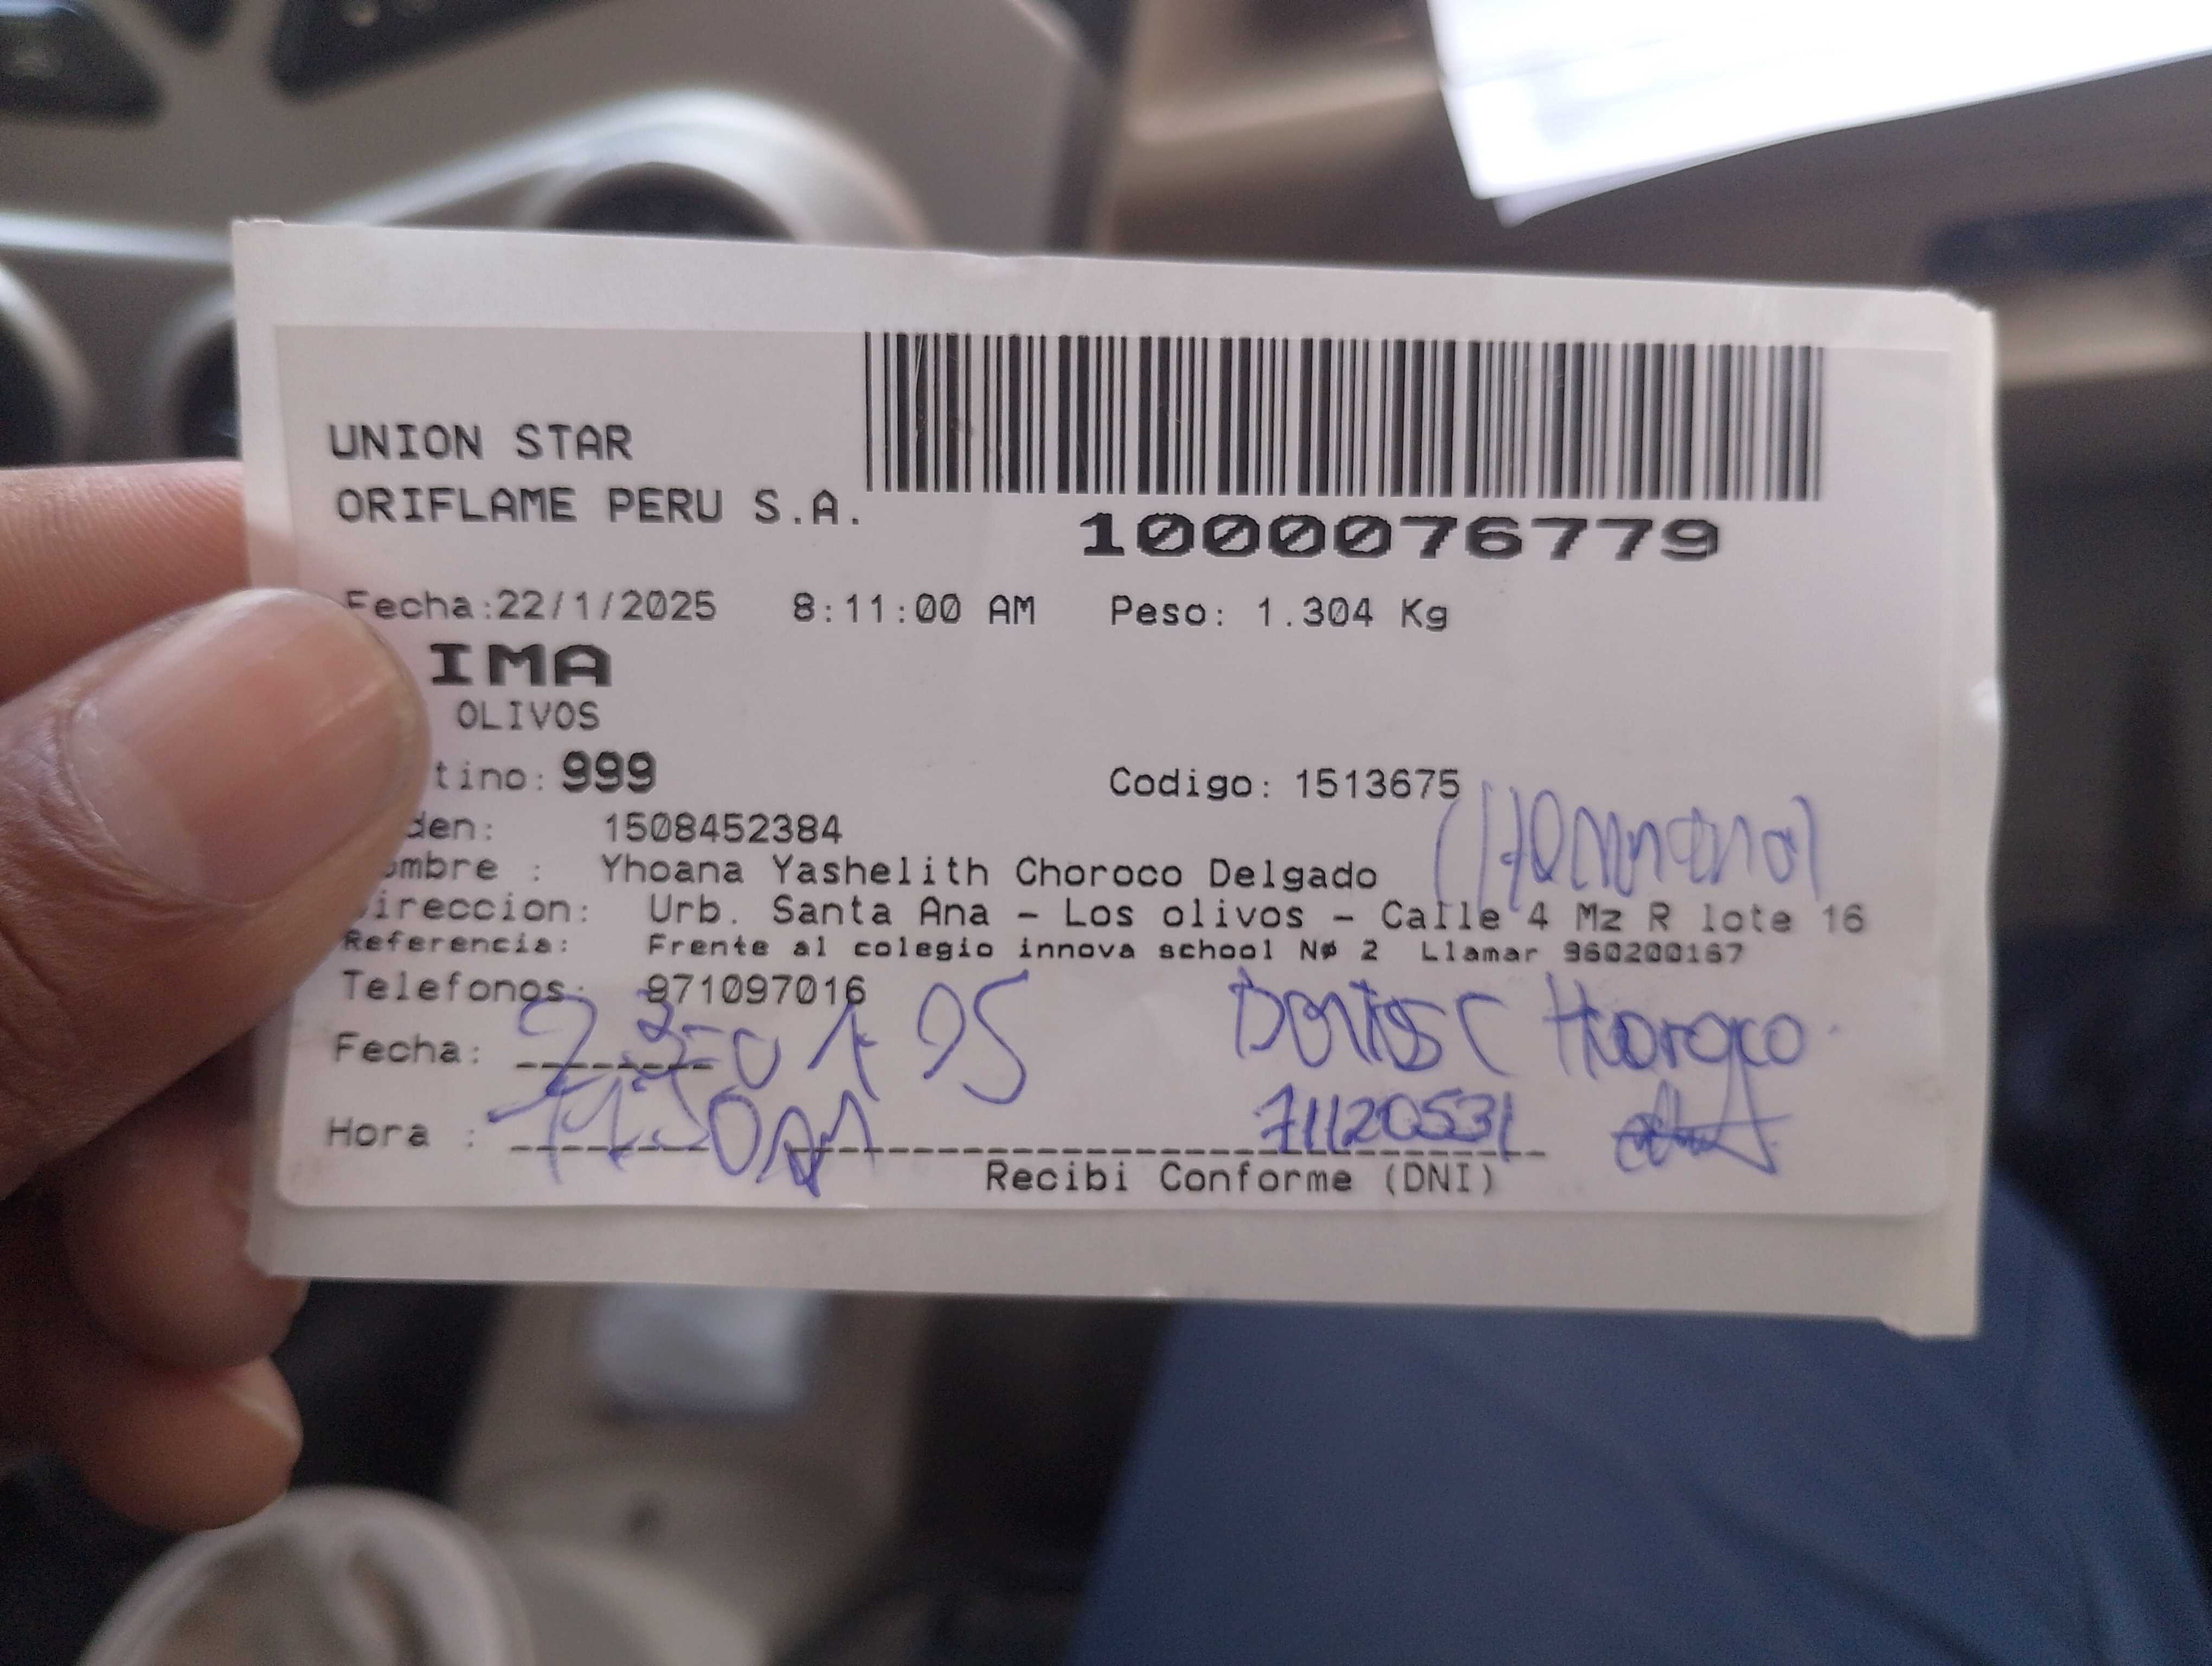 UNION STAR
ORIFLAME PERU S.A.
1000076779
Fecha:22/1/2025 8:11:00 AM Peso: 1.304 Kg
IMA
OLIVOS
tino: 999 Codigo: 1513675
den: 1508452384
ombre : Yhoana Yashelith Choroco Delgado (Hermana)
ireccion: Urb. Santa Ana - Los olivos - Calle 4 Mz R lote 16
Referencia: Frente al colegio innova school Nø 2 Llamar 960200167
Telefonos: 971097016
Fecha:
Hora : 71120531
Recibi Conforme (DNI)